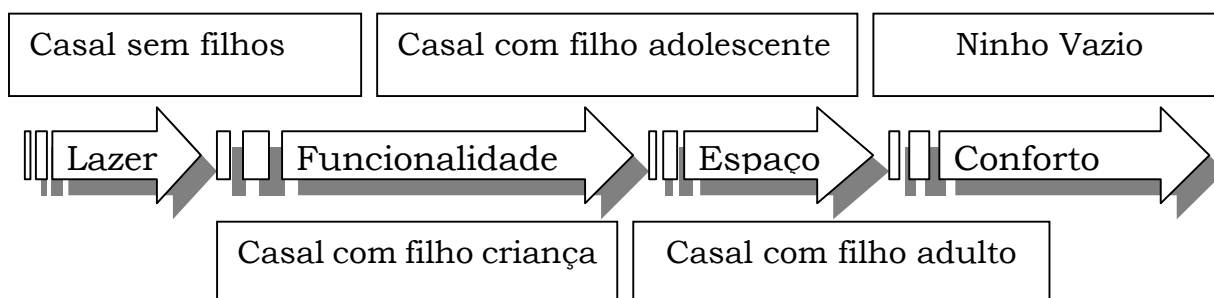 Casal sem filhos
Casal com filho adolescente
Ninho Vazio
Lazer
Funcionalidade
Espaço
Conforto
Casal com filho criança
Casal com filho adulto